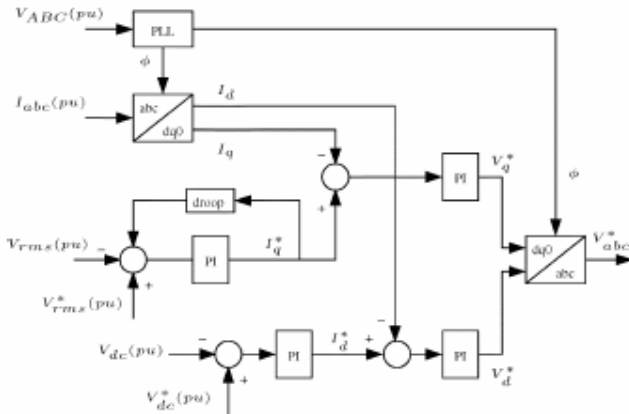 V_ABC(pu)
PLL
φ
I_abc(pu)
abc
dq0
I_d
I_q
−
+
PI
V_q^*
φ
droop
V_rms(pu)
−
+
PI
I_q^*
V_rms^*(pu)
dq0
abc
V_abc^*
V_dc(pu)
−
+
PI
I_d^*
+
−
PI
V_d^*
V_dc^*(pu)